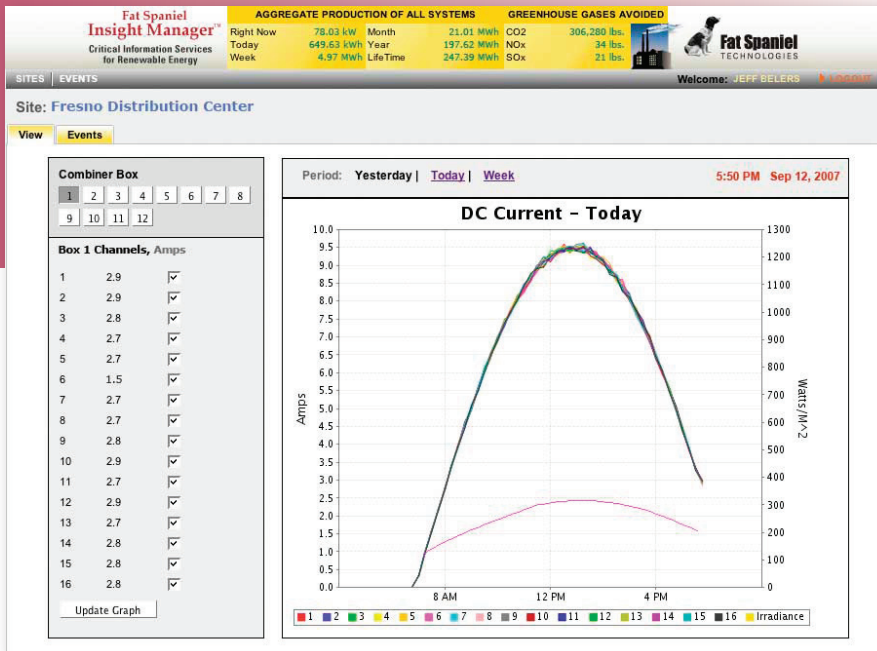 Fat Spaniel
Insight Manager™
Critical Information Services
for Renewable Energy
AGGREGATE PRODUCTION OF ALL SYSTEMS
Right Now 78.03 kW Month 21.01 MWh
Today 649.63 kWh Year 197.62 MWh
Week 4.97 MWh LifeTime 247.39 MWh
GREENHOUSE GASES AVOIDED
CO2 306,280 lbs.
NOx 34 lbs.
SOx 21 lbs.
Fat Spaniel
TECHNOLOGIES
SITES EVENTS
Welcome: JEFF BELERS LOGOUT
Site: Fresno Distribution Center
View Events
Combiner Box
1 2 3 4 5 6 7 8
9 10 11 12
Box 1 Channels, Amps
1 2.9
2 2.9
3 2.8
4 2.7
5 2.7
6 1.5
7 2.7
8 2.7
9 2.8
10 2.9
11 2.7
12 2.9
13 2.7
14 2.8
15 2.8
16 2.8
Update Graph
Period: Yesterday | Today | Week
5:50 PM Sep 12, 2007
DC Current - Today
10.0
9.5
9.0
8.5
8.0
7.5
7.0
6.5
6.0
5.5
5.0
4.5
4.0
3.5
3.0
2.5
2.0
1.5
1.0
0.5
0.0
Amps
1300
1200
1100
1000
900
800
700
600
500
400
300
200
100
0
Watts/M^2
8 AM 12 PM 4 PM
1 2 3 4 5 6 7 8 9 10 11 12 13 14 15 16 Irradiance